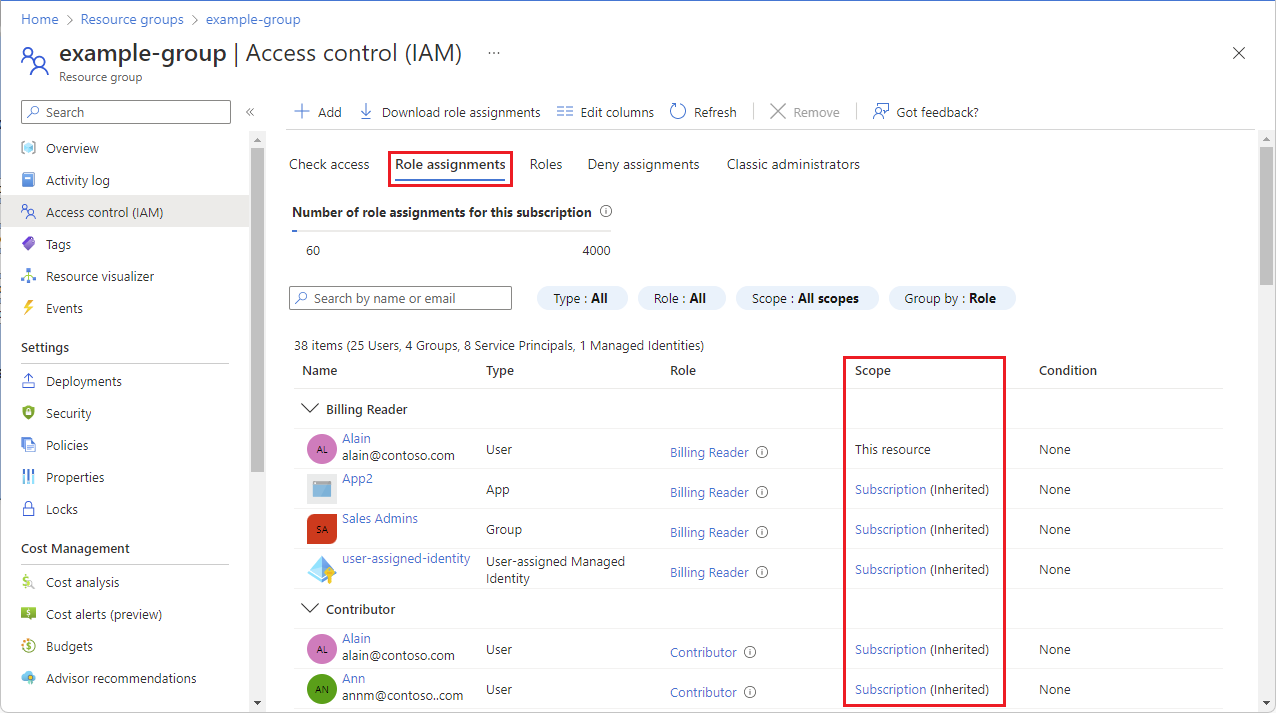 Home > Resource groups > example-group
example-group | Access control (IAM) ...
Resource group
Search
«
Overview
Activity log
Access control (IAM)
Tags
Resource visualizer
Events
Settings
Deployments
Security
Policies
Properties
Locks
Cost Management
Cost analysis
Cost alerts (preview)
Budgets
Advisor recommendations
Add Download role assignments Edit columns Refresh Remove Got feedback?
Check access Role assignments Roles Deny assignments Classic administrators
Number of role assignments for this subscription
60 4000
Search by name or email Type : All Role : All Scope : All scopes Group by : Role
38 items (25 Users, 4 Groups, 8 Service Principals, 1 Managed Identities)
Name Type Role Scope Condition
Billing Reader
AL Alain
alain@contoso.com User Billing Reader This resource None
App2
App Billing Reader Subscription (Inherited) None
Sales Admins
SA Group Billing Reader Subscription (Inherited) None
user-assigned-identity User-assigned Managed
Identity Billing Reader Subscription (Inherited) None
Contributor
AL Alain
alain@contoso.com User Contributor Subscription (Inherited) None
AN Ann
annm@contoso..com User Contributor Subscription (Inherited) None